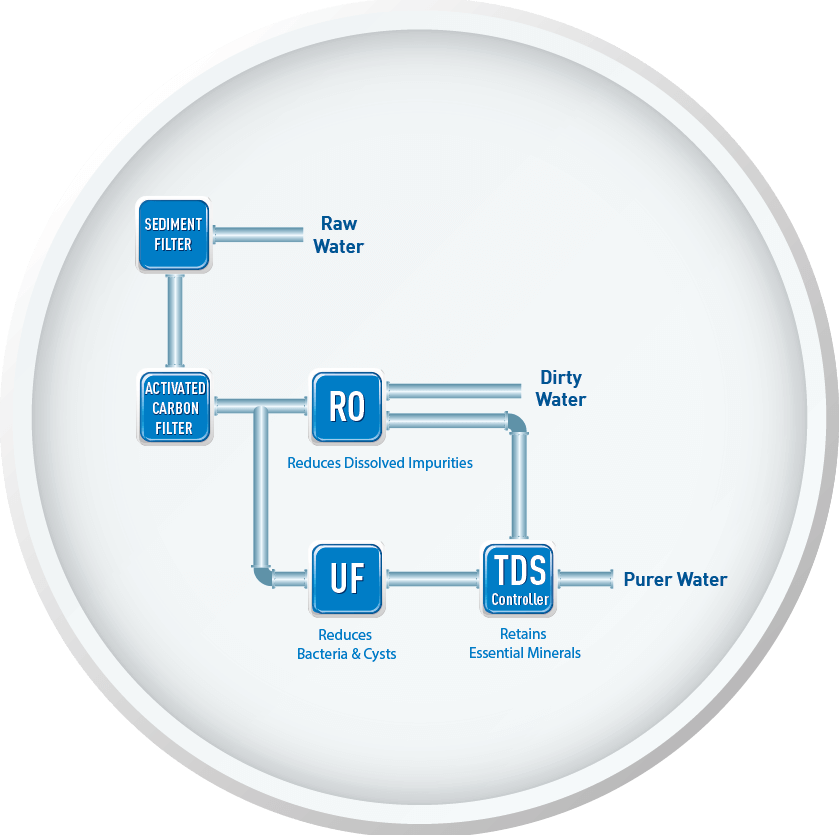 SEDIMENT
FILTER
Raw
Water
ACTIVATED
CARBON
FILTER
RO
Dirty
Water
Reduces Dissolved Impurities
UF
TDS
Controller
Purer Water
Reduces
Bacteria & Cysts
Retains
Essential Minerals